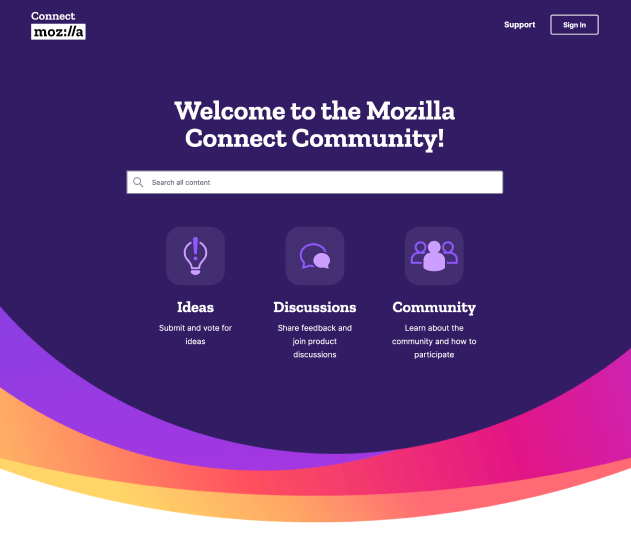 Connect
moz://a
Support
Sign In
Welcome to the Mozilla
Connect Community!
Search all content
Ideas
Submit and vote for
ideas
Discussions
Share feedback and
join product
discussions
Community
Learn about the
community and how to
participate